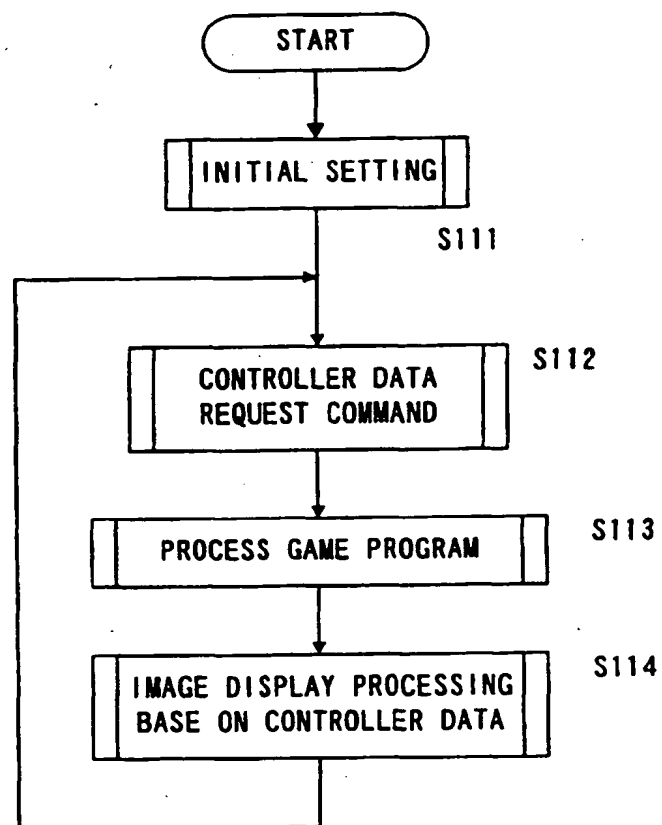 START
INITIAL SETTING
S111
S112
CONTROLLER DATA
REQUEST COMMAND
S113
PROCESS GAME PROGRAM
S114
IMAGE DISPLAY PROCESSING
BASE ON CONTROLLER DATA